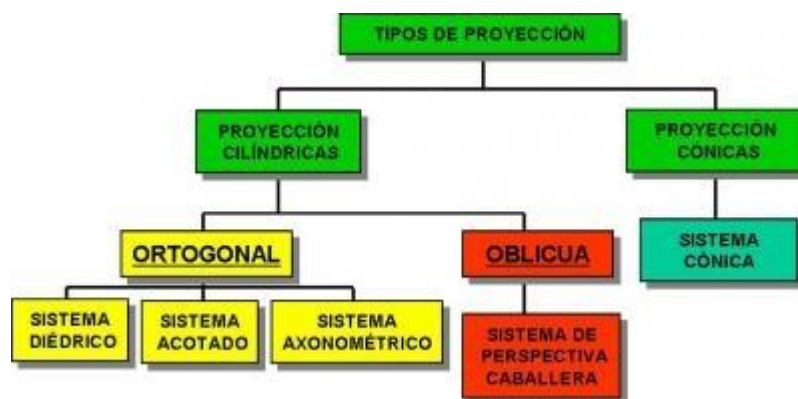 TIPOS DE PROYECCIÓN
PROYECCIÓN
CILÍNDRICAS
PROYECCIÓN
CONICAS
ORTOGONAL
OBLICUA
SISTEMA
CÓNICA
SISTEMA
DIÉDRICO
SISTEMA
ACOTADO
SISTEMA
AXONOMÉTRICO
SISTEMA DE
PERSPECTIVA
CABALLERA